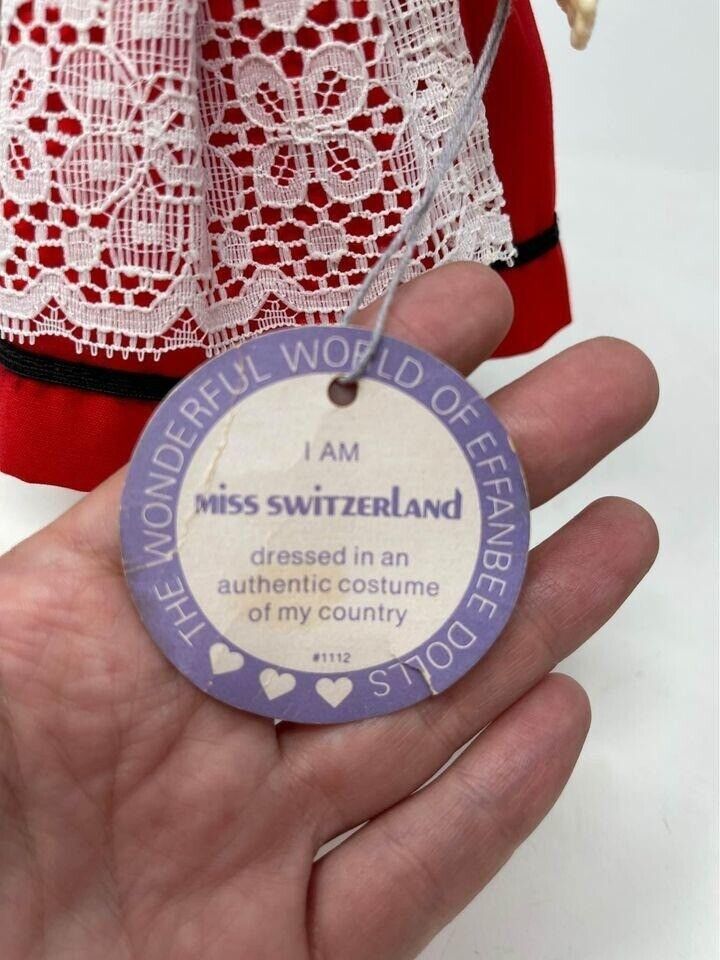 THE WONDERFUL WORLD OF EFFANBEE DOLLS
I AM
MISS SWITZERLAND
dressed in an
authentic costume
of my country
#1112